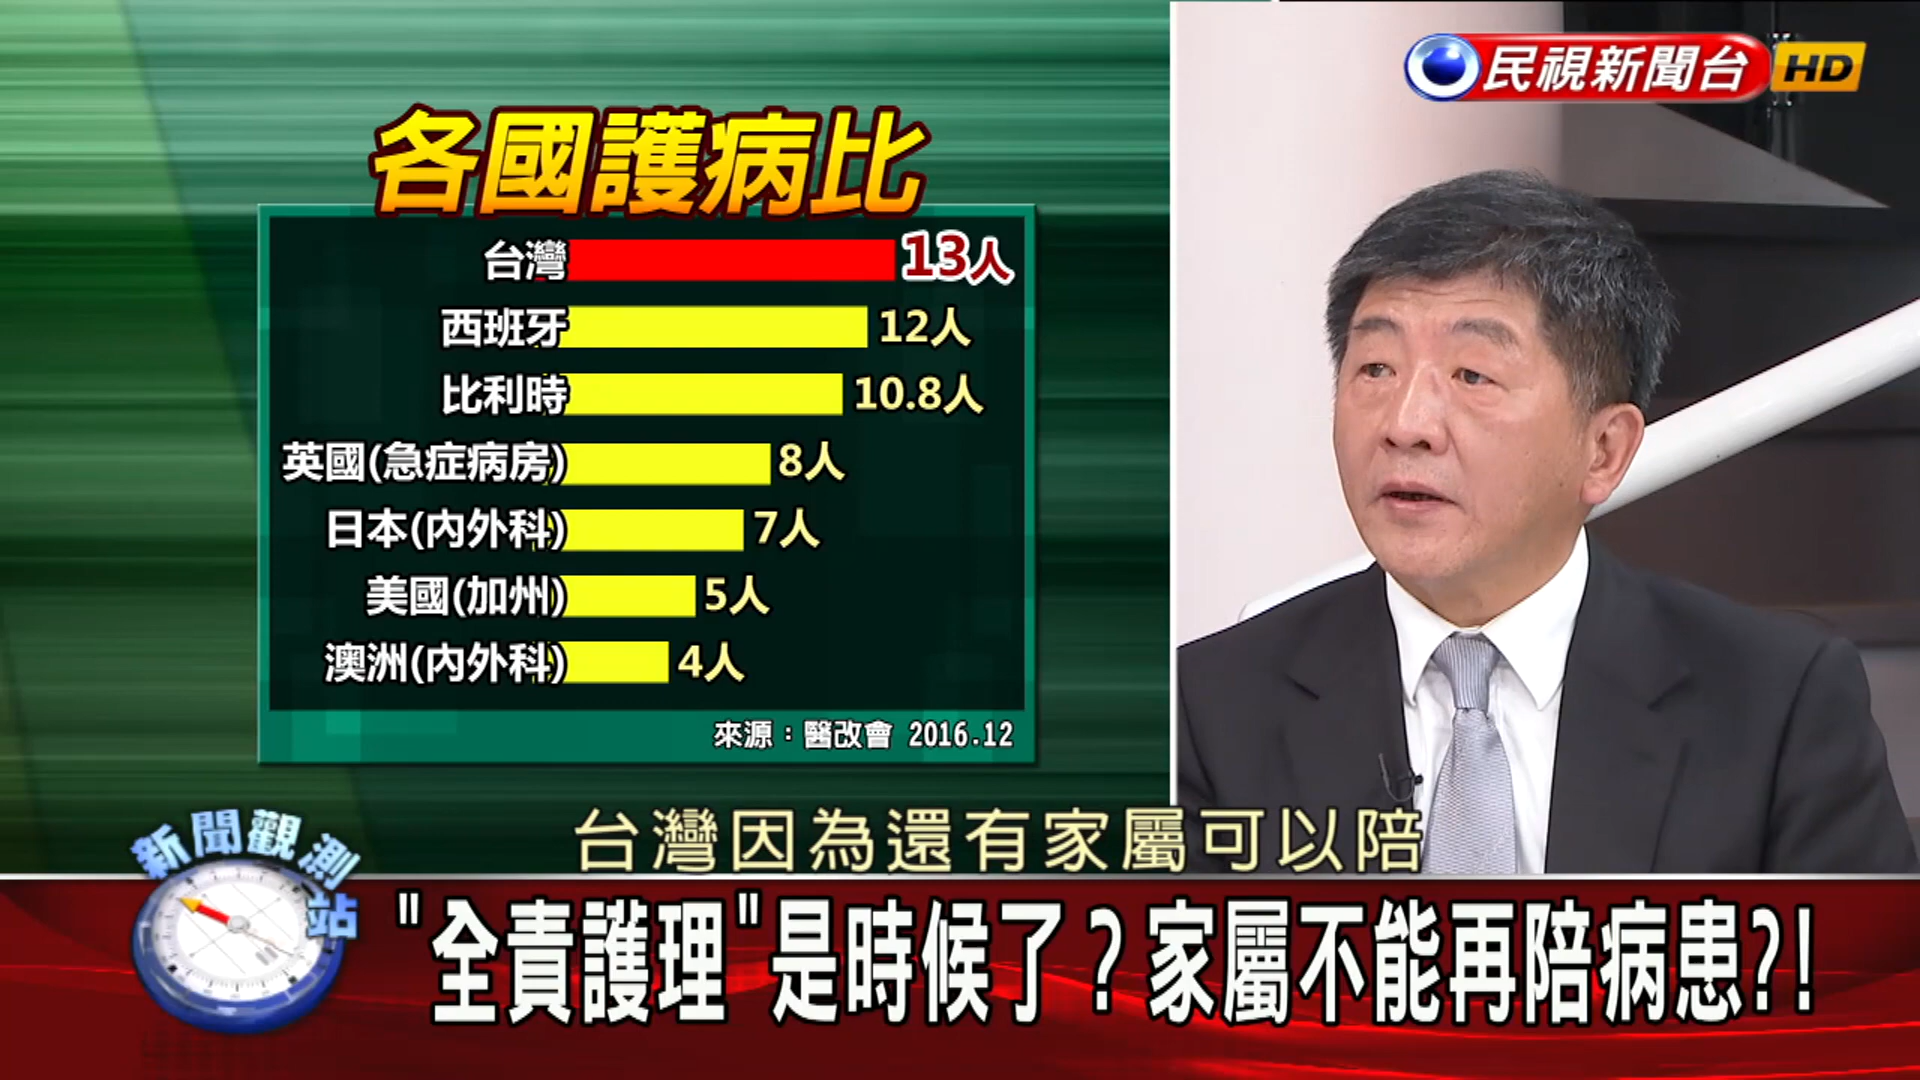 民視新聞台 HD
各國護病比
台灣 13人
西班牙 12人
比利時 10.8人
英國(急症病房) 8人
日本(內外科) 7人
美國(加州) 5人
澳洲(內外科) 4人
來源：醫改會 2016.12
台灣因為還有家屬可以陪
新聞觀測站
"全責護理"是時候了？家屬不能再陪病患?!